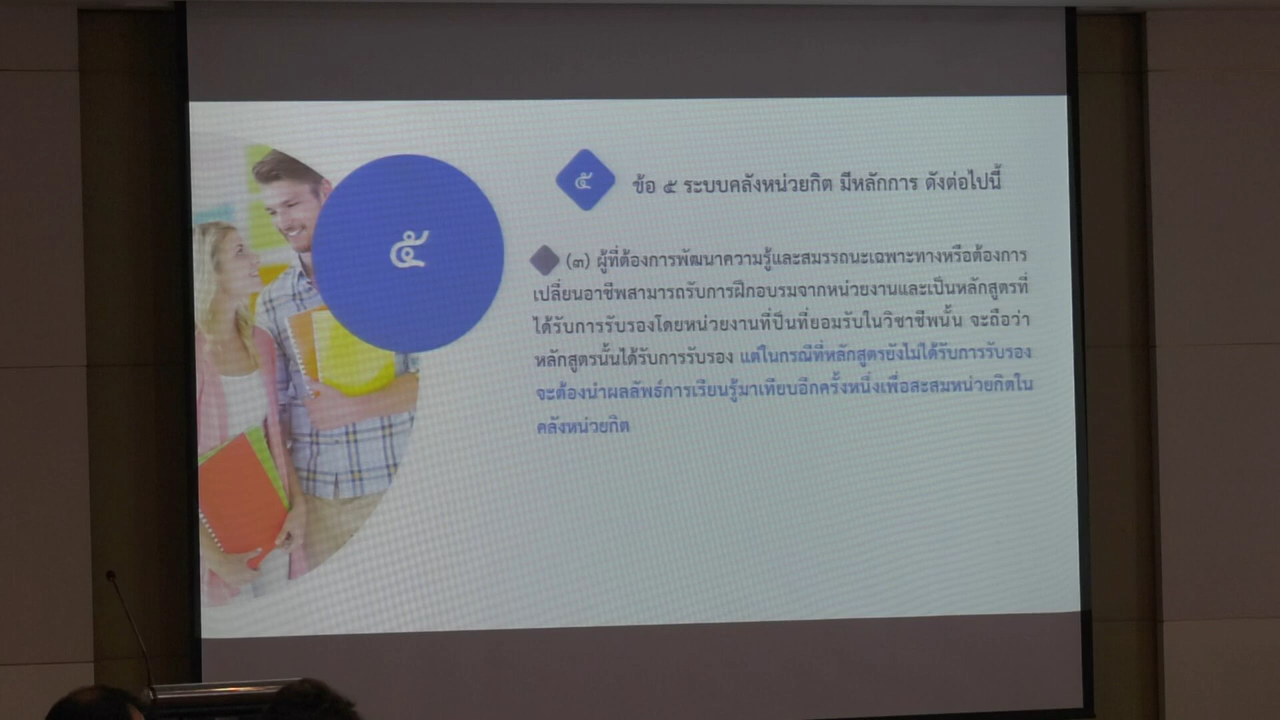 ๕
๕
ข้อ ๕ ระบบคลังหน่วยกิต มีหลักการ ดังต่อไปนี้
(๓) ผู้ที่ต้องการพัฒนาความรู้และสมรรถนะเฉพาะทางหรือต้องการ
เปลี่ยนอาชีพสามารถรับการฝึกอบรมจากหน่วยงานและเป็นหลักสูตรที่
ได้รับการรับรองโดยหน่วยงานที่ป็นที่ยอมรับในวิชาชีพนั้น จะถือว่า
หลักสูตรนั้นได้รับการรับรอง แต่ในกรณีที่หลักสูตรยังไม่ได้รับการรับรอง
จะต้องนำผลลัพธ์การเรียนรู้มาเทียบอีกครั้งหนึ่งเพื่อสะสมหน่วยกิตใน
คลังหน่วยกิต